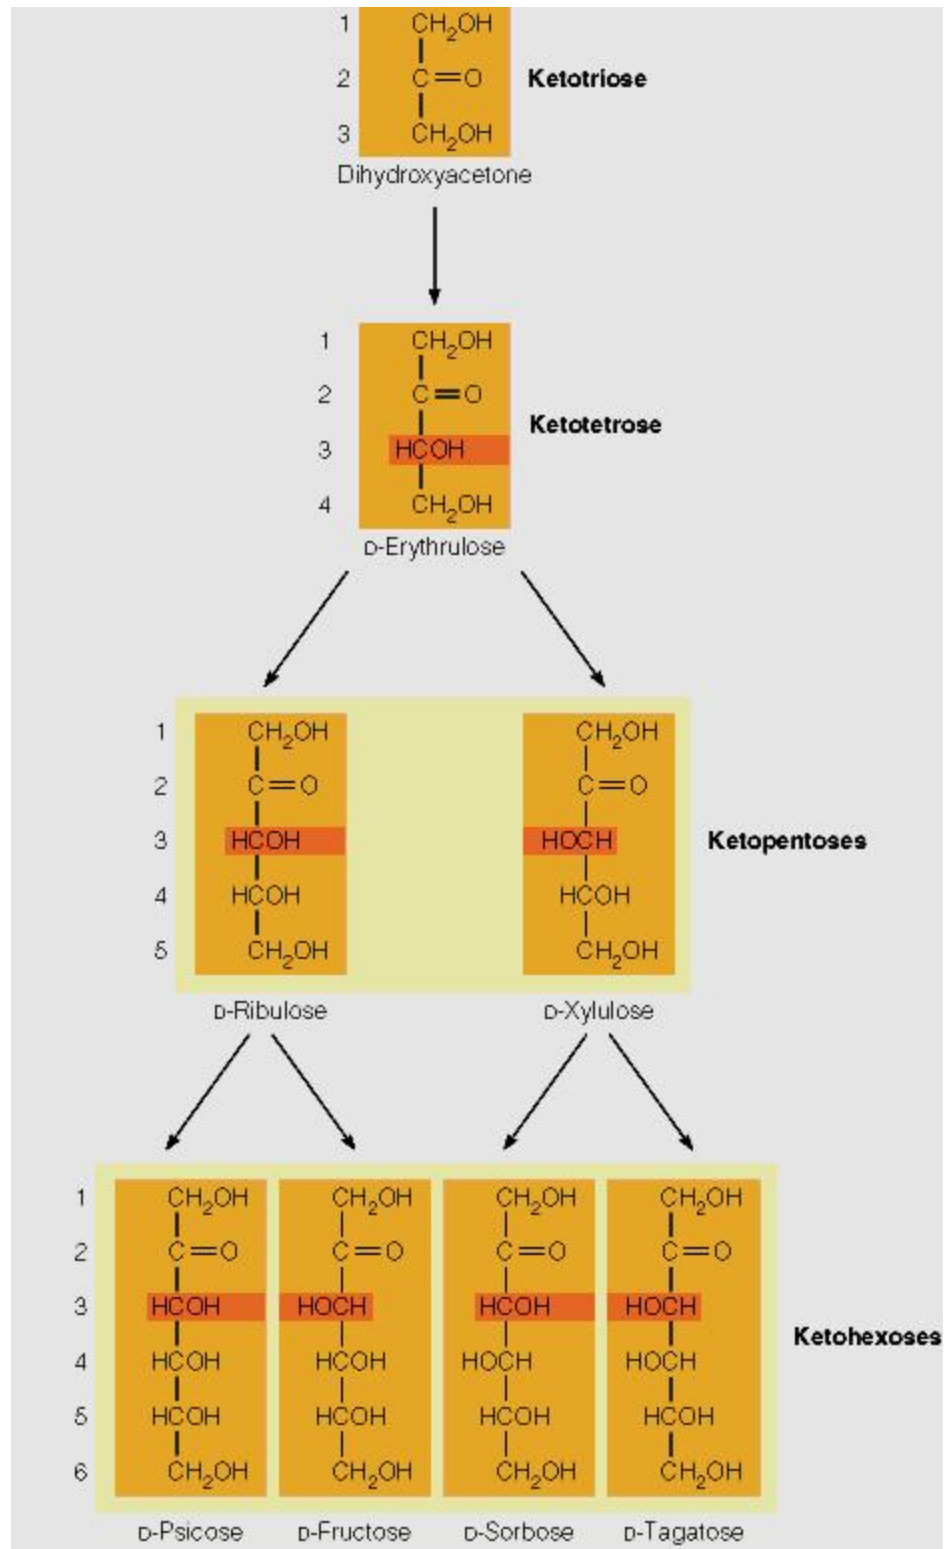 1 CH2OH
2 C=O Ketotriose
3 CH2OH
Dihydroxyacetone
1 CH2OH
2 C=O
Ketotetrose
3 HCOH
4 CH2OH
D-Erythrulose
1 CH2OH CH2OH
2 C=O C=O
3 HCOH HOCH Ketopentoses
4 HCOH HCOH
5 CH2OH CH2OH
D-Ribulose D-Xylulose
1 CH2OH CH2OH CH2OH CH2OH
2 C=O C=O C=O C=O
3 HCOH HOCH HCOH HOCH
Ketohexoses
4 HCOH HCOH HOCH HOCH
5 HCOH HCOH HCOH HCOH
6 CH2OH CH2OH CH2OH CH2OH
D-Psicose D-Fructose D-Sorbose D-Tagatose